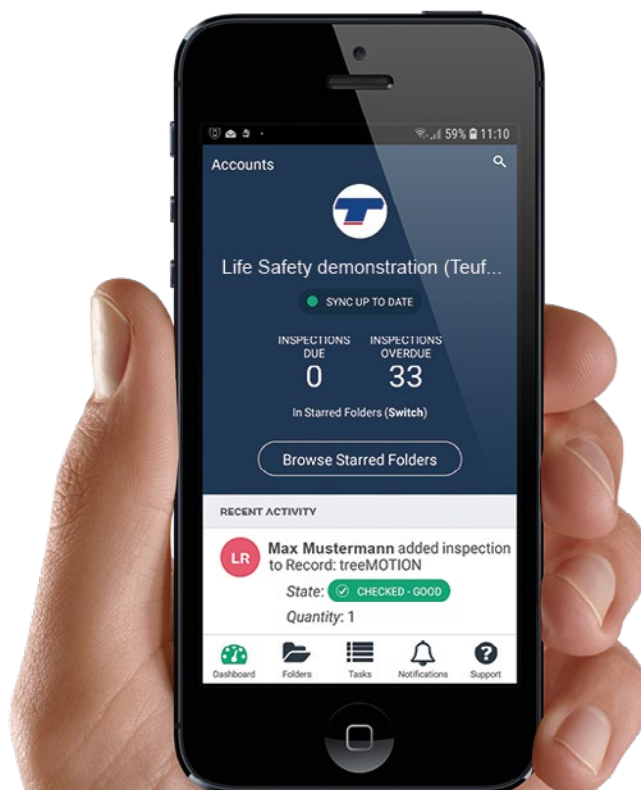 59% 11:10
Accounts
Life Safety demonstration (Teuf...
SYNC UP TO DATE
INSPECTIONS DUE
0
INSPECTIONS OVERDUE
33
In Starred Folders (Switch)
Browse Starred Folders
RECENT ACTIVITY
LR
Max Mustermann added inspection
to Record: treeMOTION
State: CHECKED - GOOD
Quantity: 1
Dashboard Folders Tasks Notifications Support